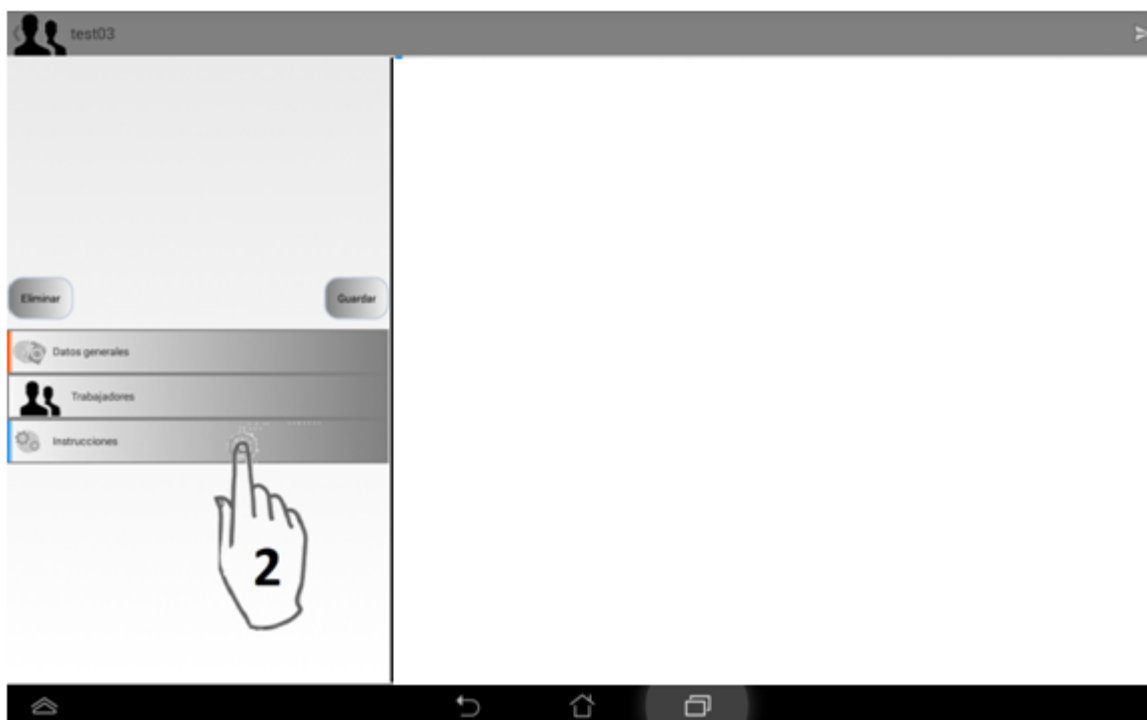 test03
Eliminar
Guardar
Datos generales
Trabajadores
Instrucciones
2